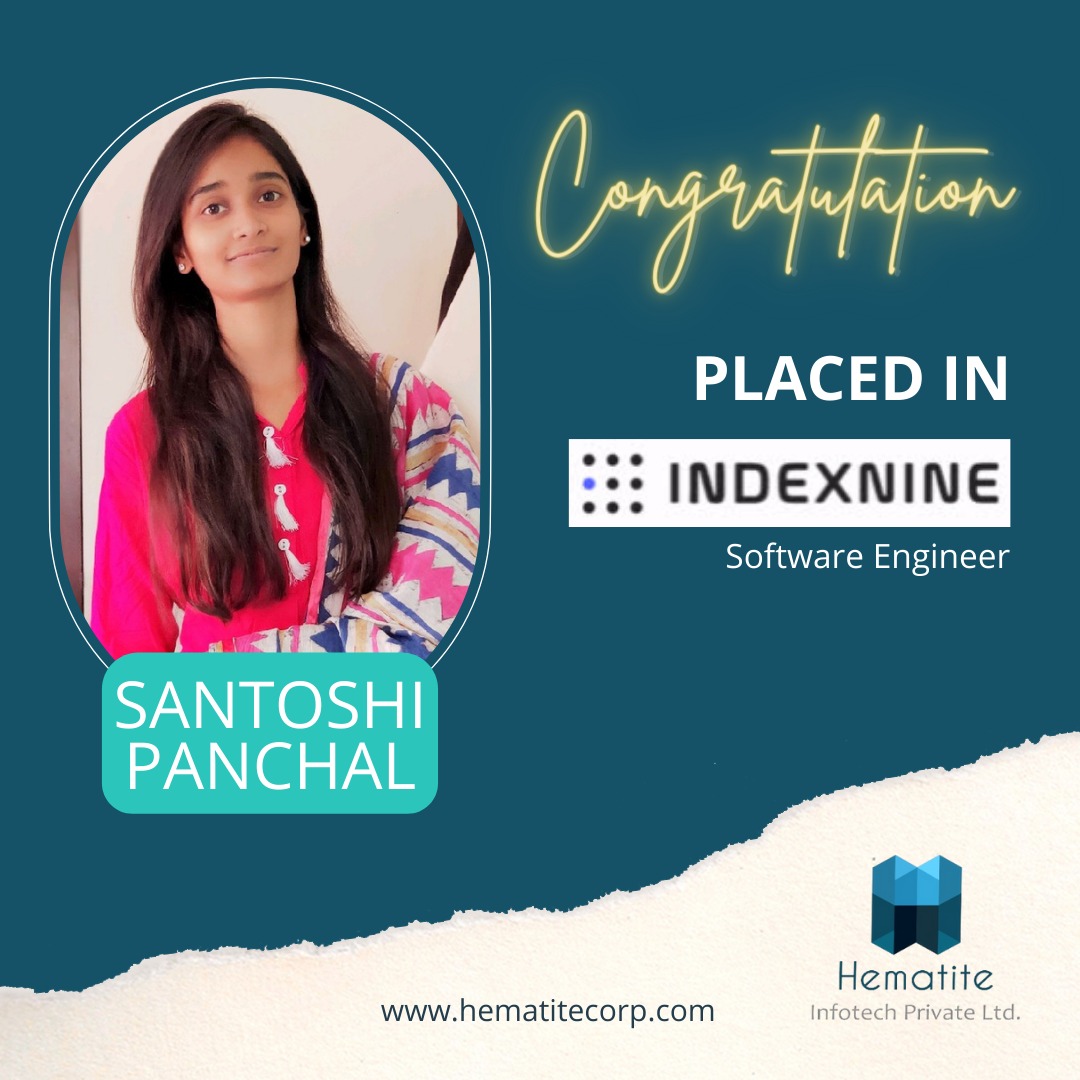 Congratulation
PLACED IN
INDEXNINE
Software Engineer
SANTOSHI
PANCHAL
Hematite
Infotech Private Ltd.
www.hematitecorp.com